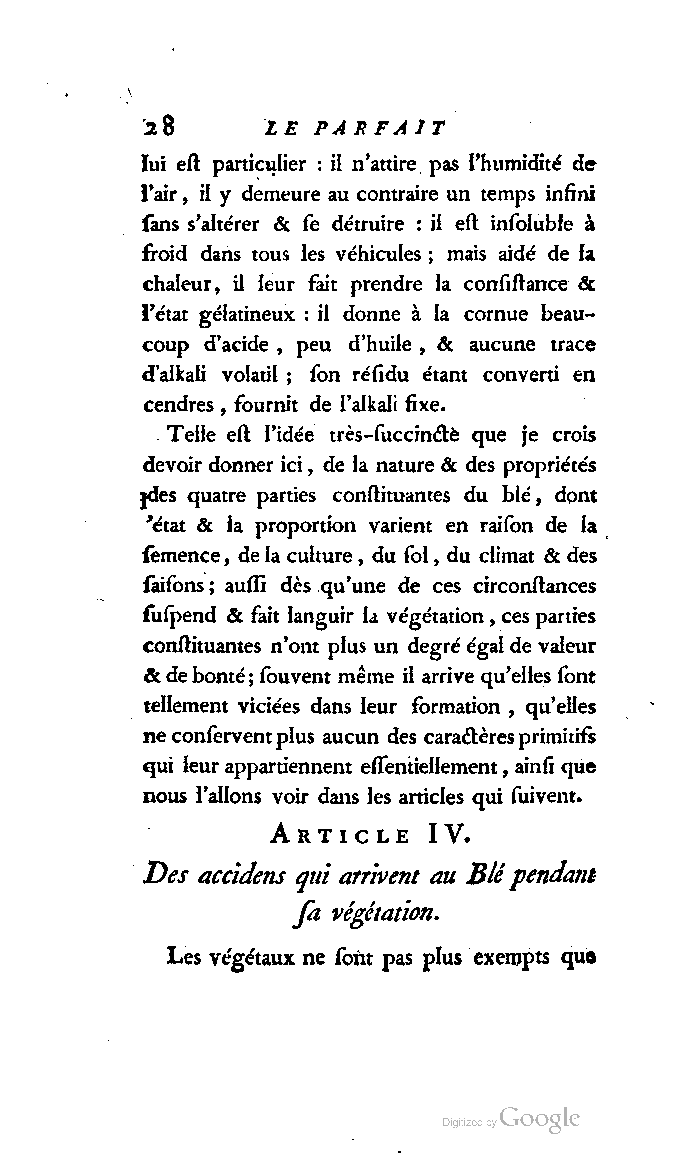 28 LE PARFAIT
lui eſt particulier : il n'attire pas l'humidité de
l'air, il y demeure au contraire un temps infini
ſans s'altérer & ſe détruire : il eſt inſoluble à
froid dans tous les véhicules ; mais aidé de la
chaleur, il leur fait prendre la conſiſtance &
l'état gélatineux : il donne à la cornue beau-
coup d'acide , peu d'huile , & aucune trace
d'alkali volatil ; ſon réſidu étant converti en
cendres , fournit de l'alkali fixe.
Telle eſt l'idée très-ſuccincte que je crois
devoir donner ici, de la nature & des propriétés
des quatre parties conſtituantes du blé, dont
'état & la proportion varient en raiſon de la
ſemence, de la culture, du ſol, du climat & des
ſaiſons ; auſſi dès qu'une de ces circonſtances
ſuſpend & fait languir la végétation, ces parties
conſtituantes n'ont plus un degré égal de valeur
& de bonté ; ſouvent même il arrive qu'elles ſont
tellement viciées dans leur formation , qu'elles
ne conſervent plus aucun des caractères primitifs
qui leur appartiennent eſſentiellement, ainſi que
nous l'allons voir dans les articles qui ſuivent.
ARTICLE IV.
Des accidens qui arrivent au Blé pendant
ſa végétation.
Les végétaux ne ſont pas plus exempts que
Digitized by Google